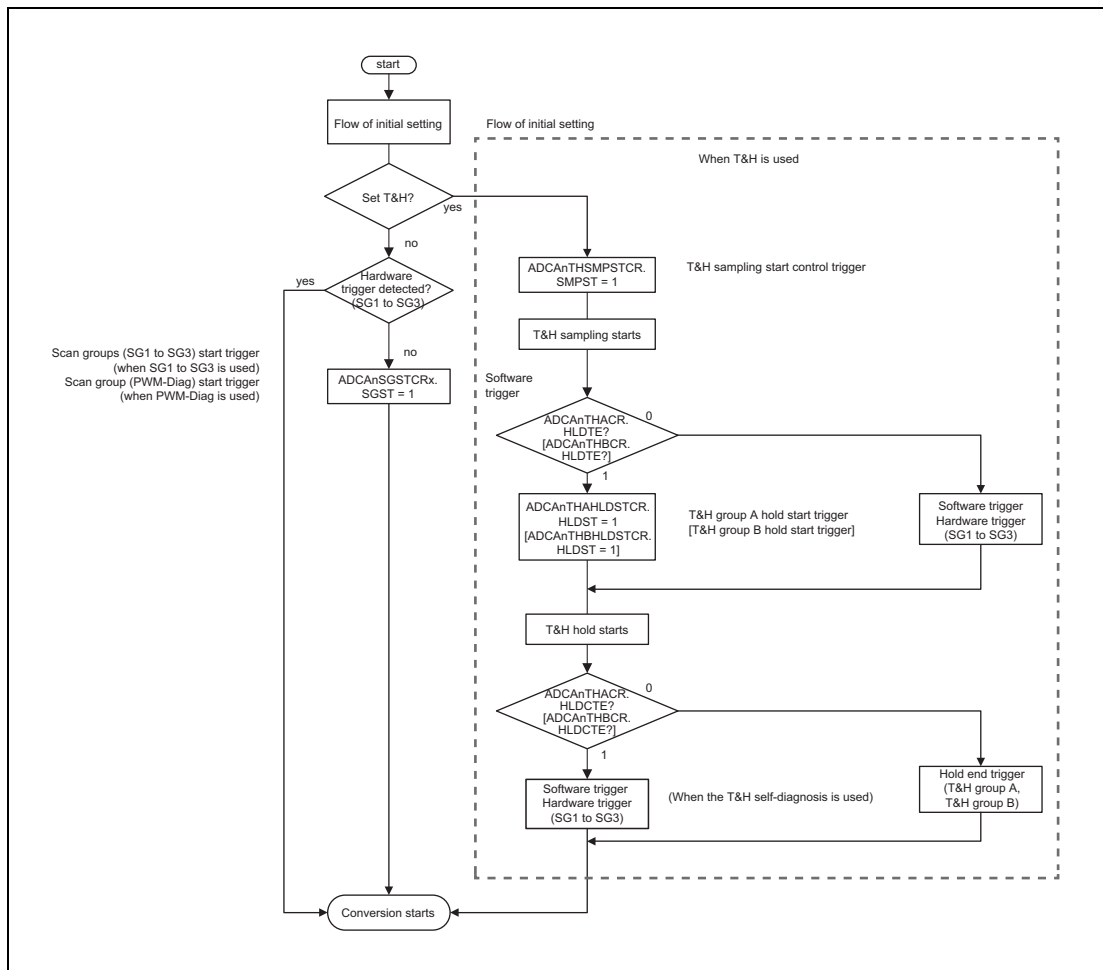 start
Flow of initial setting
Flow of initial setting
When T&H is used
Set T&H?
yes
no
Hardware
trigger detected?
(SG1 to SG3)
yes
no
Scan groups (SG1 to SG3) start trigger
(when SG1 to SG3 is used)
Scan group (PWM-Diag) start trigger
(when PWM-Diag is used)
ADCAnSGSTCRx.
SGST = 1
ADCAnTHSMPSTCR.
SMPST = 1
T&H sampling start control trigger
T&H sampling starts
Software
trigger
ADCAnTHACR.
HLDTE?
[ADCAnTHBCR.
HLDTE?]
0
1
ADCAnTHAHLDSTCR.
HLDST = 1
[ADCAnTHBHLDSTCR.
HLDST = 1]
T&H group A hold start trigger
[T&H group B hold start trigger]
Software trigger
Hardware trigger
(SG1 to SG3)
T&H hold starts
ADCAnTHACR.
HLDCTE?
[ADCAnTHBCR.
HLDCTE?]
0
1
Software trigger
Hardware trigger
(SG1 to SG3)
(When the T&H self-diagnosis is used)
Hold end trigger
(T&H group A,
T&H group B)
Conversion starts